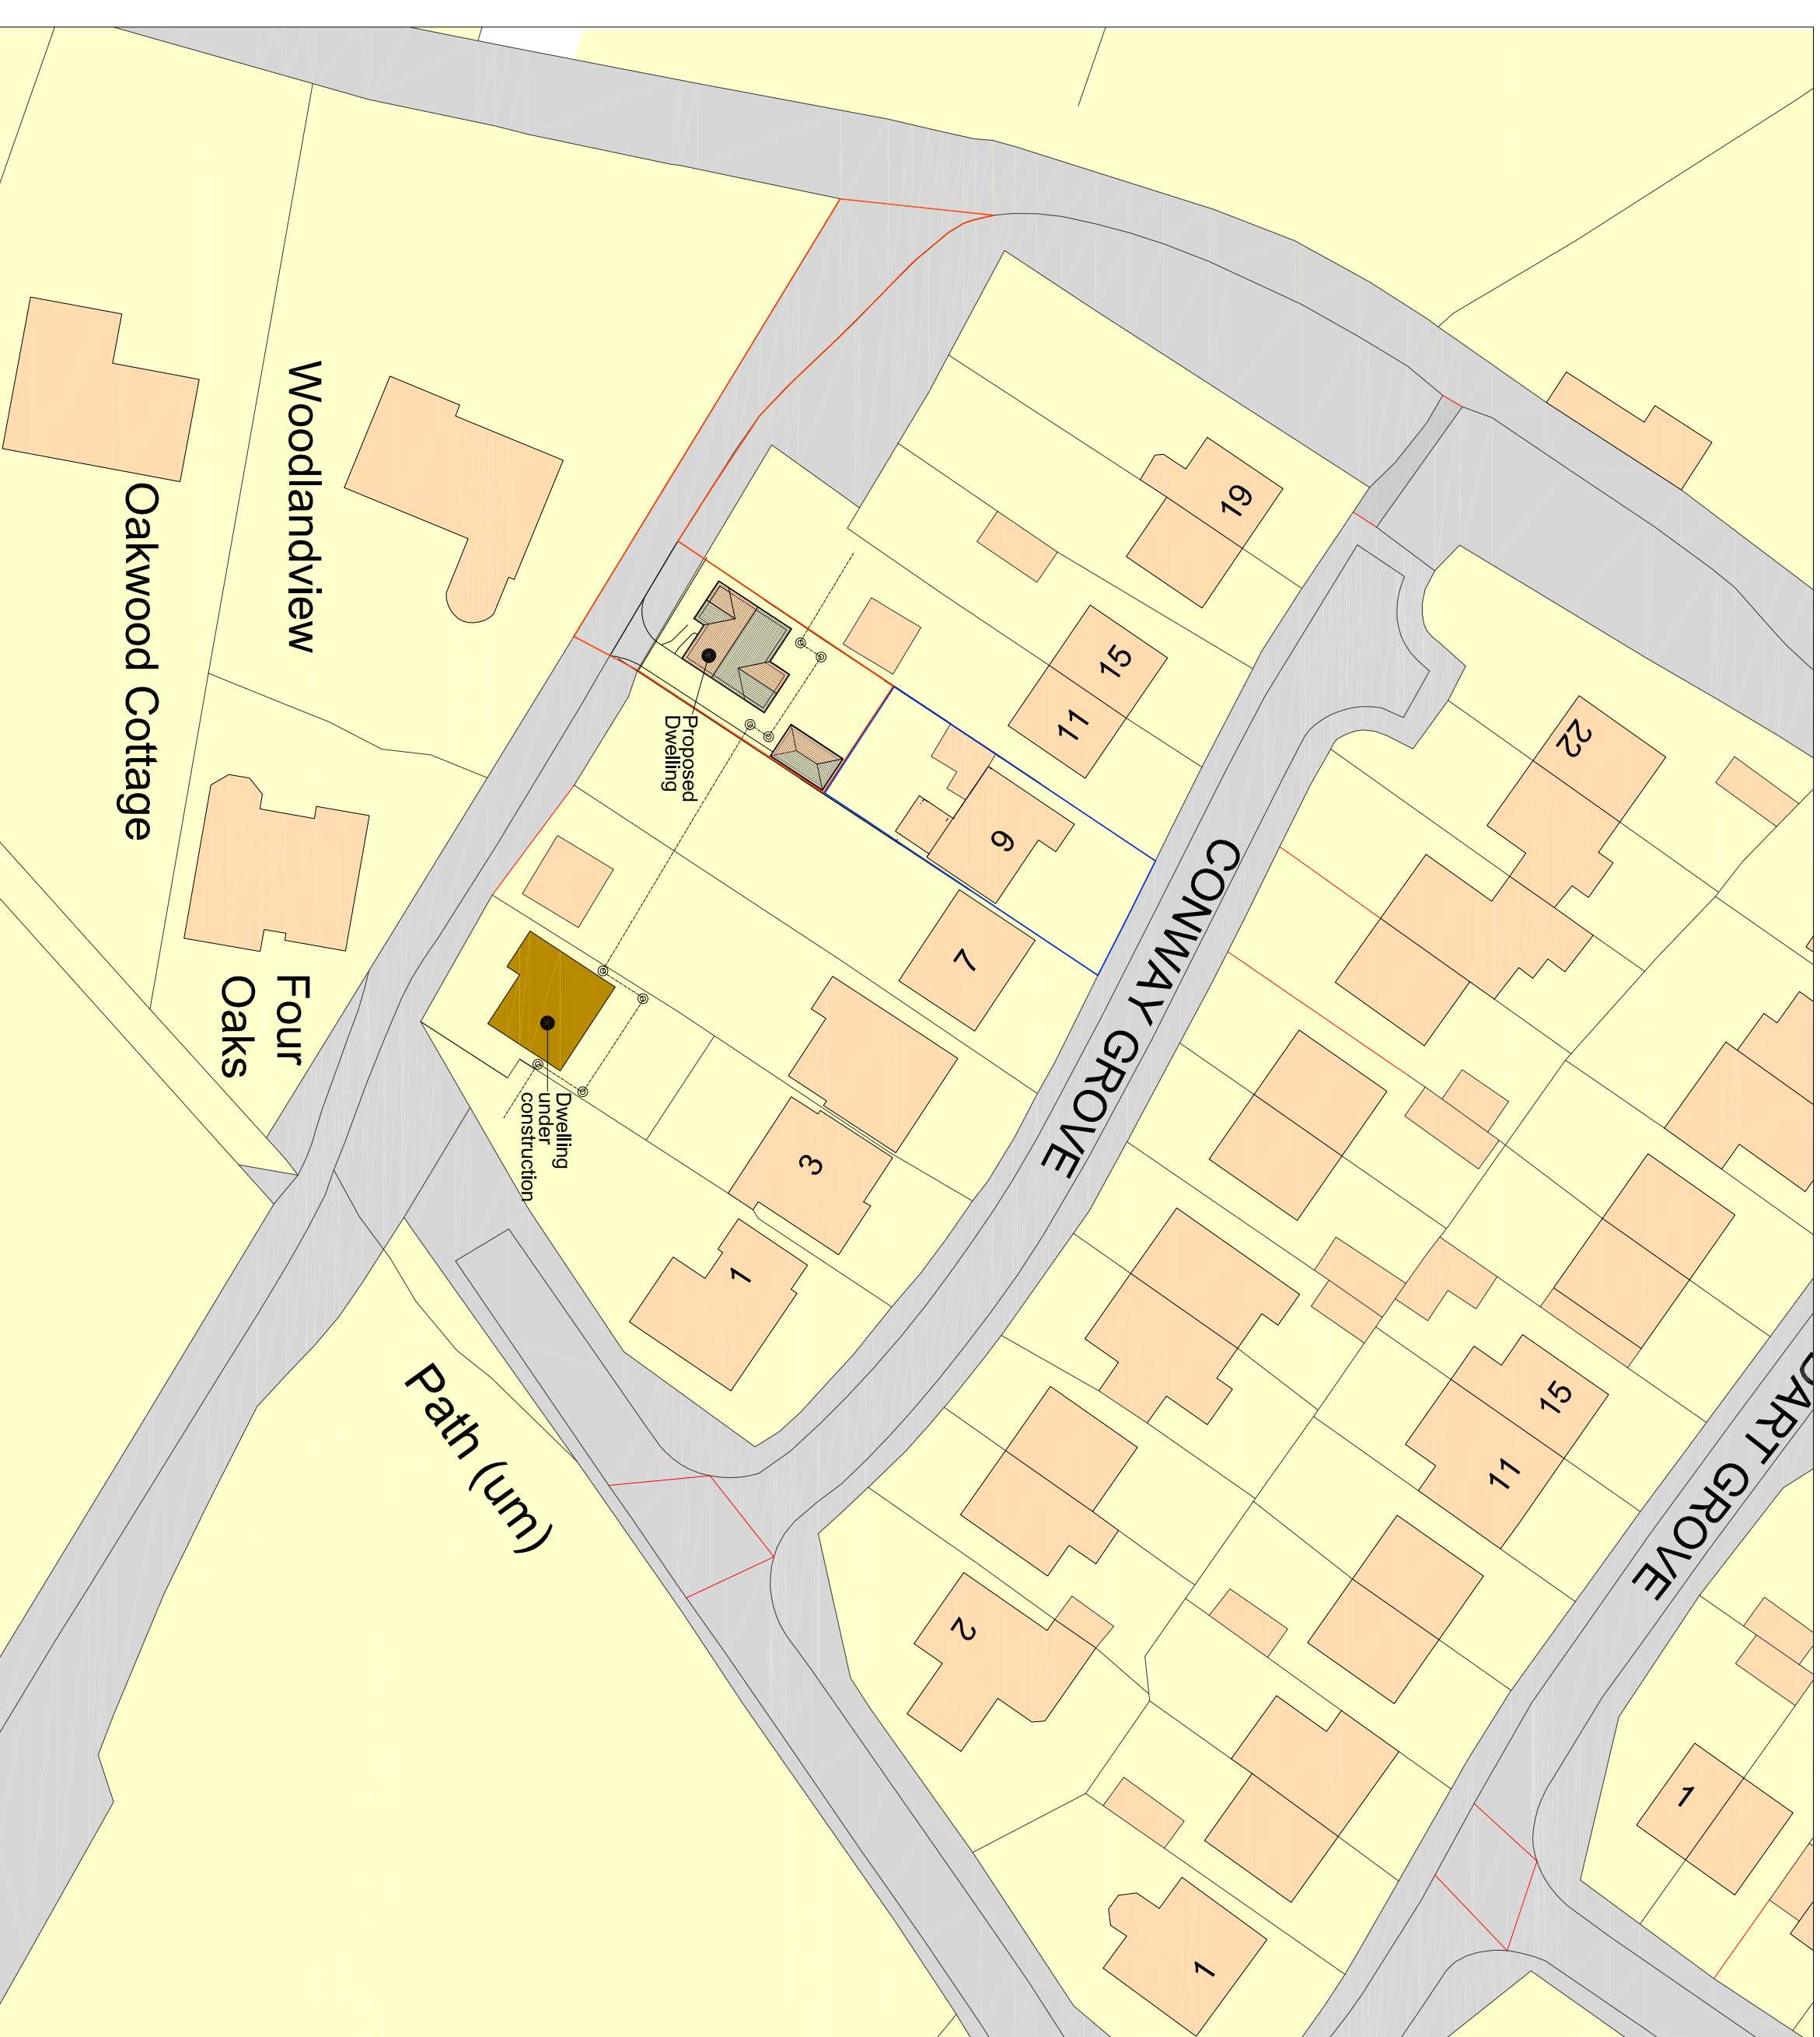 19
15
11
22
9
7
3
1
2
CONWAY GROVE
15
11
DART GROVE
1
1
Woodlandview
Oakwood Cottage
Four
Oaks
Path (um)
Proposed
Dwelling
Dwelling
under
construction